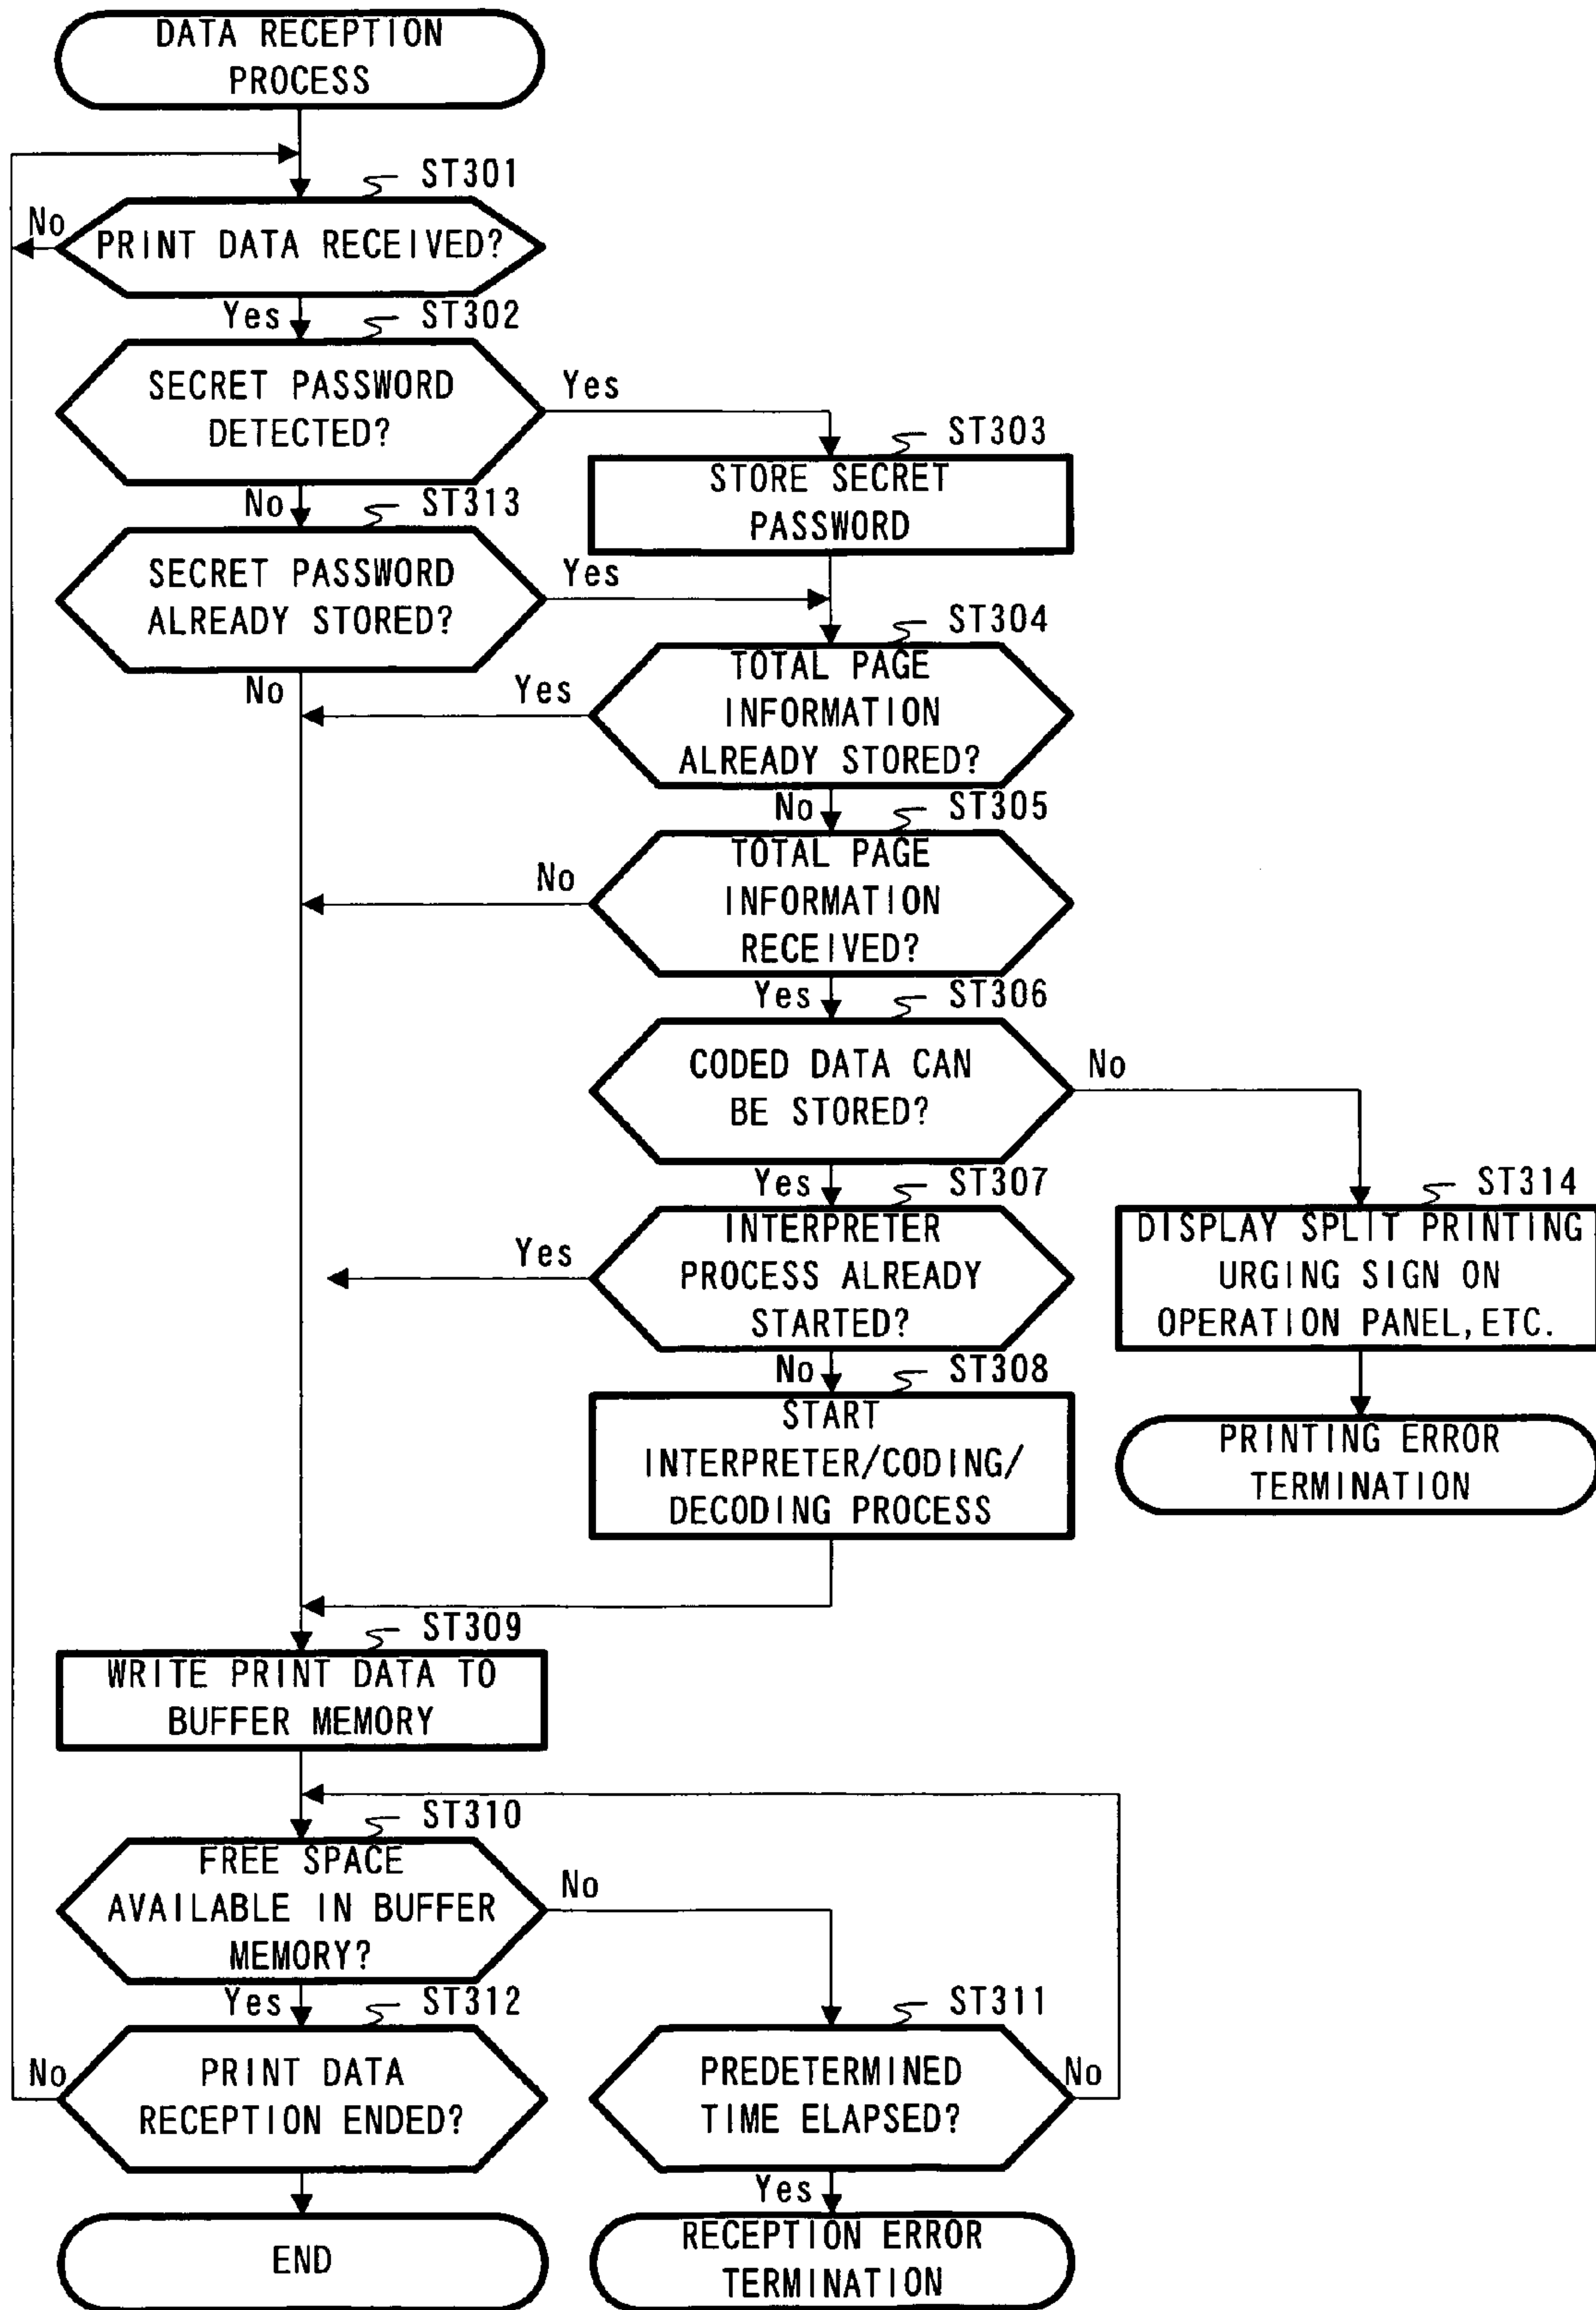 DATA RECEPTION
PROCESS
ST301
No
PRINT DATA RECEIVED?
Yes
ST302
SECRET PASSWORD
DETECTED?
Yes
ST303
STORE SECRET
PASSWORD
No
ST313
SECRET PASSWORD
ALREADY STORED?
Yes
No
ST304
TOTAL PAGE
INFORMATION
ALREADY STORED?
Yes
No
ST305
TOTAL PAGE
INFORMATION
RECEIVED?
No
Yes
ST306
CODED DATA CAN
BE STORED?
No
Yes
ST307
INTERPRETER
PROCESS ALREADY
STARTED?
Yes
ST314
DISPLAY SPLIT PRINTING
URGING SIGN ON
OPERATION PANEL,ETC.
No
ST308
START
INTERPRETER/CODING/
DECODING PROCESS
PRINTING ERROR
TERMINATION
ST309
WRITE PRINT DATA TO
BUFFER MEMORY
ST310
FREE SPACE
AVAILABLE IN BUFFER
MEMORY?
No
Yes
ST312
ST311
No
PRINT DATA
RECEPTION ENDED?
PREDETERMINED
TIME ELAPSED?
No
Yes
END
RECEPTION ERROR
TERMINATION